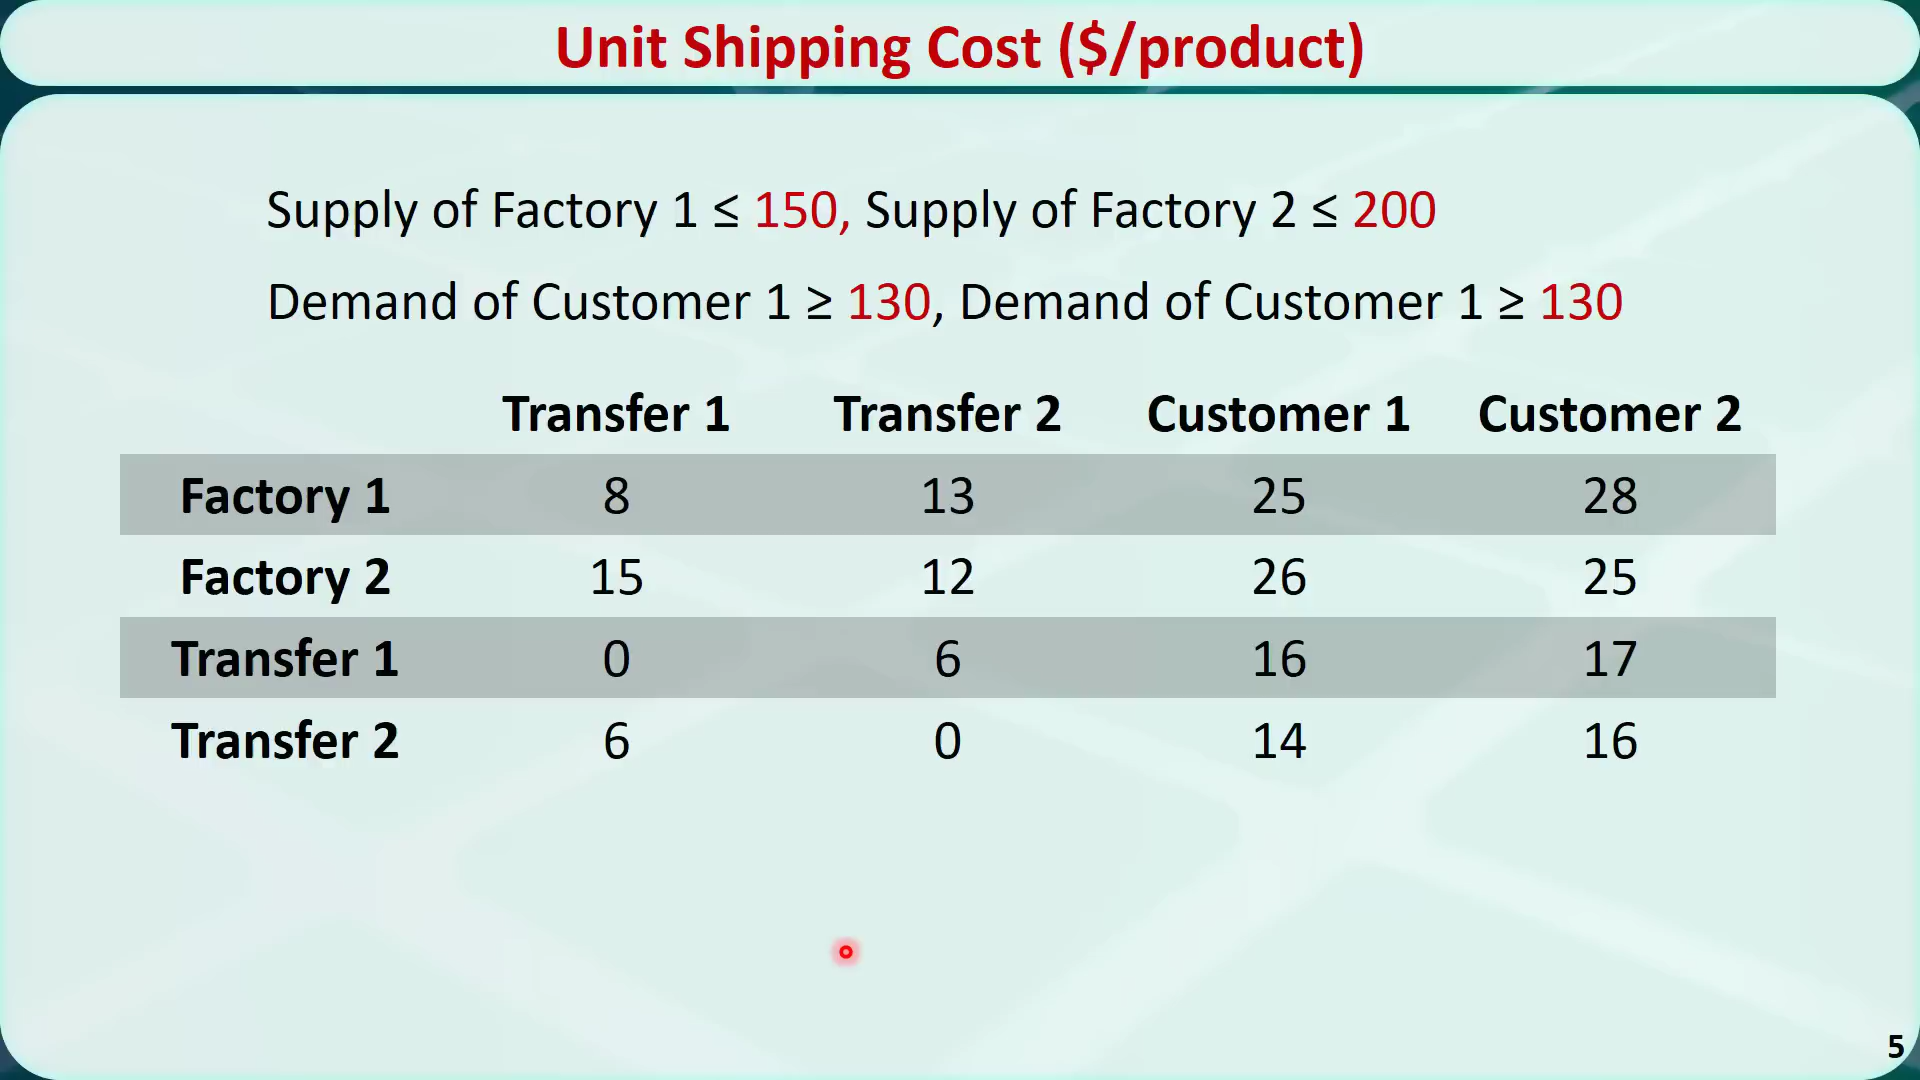 Unit Shipping Cost ($/product)
Supply of Factory 1 ≤ 150, Supply of Factory 2 ≤ 200
Demand of Customer 1 ≥ 130, Demand of Customer 1 ≥ 130
Transfer 1 Transfer 2 Customer 1 Customer 2
Factory 1 8 13 25 28
Factory 2 15 12 26 25
Transfer 1 0 6 16 17
Transfer 2 6 0 14 16
5